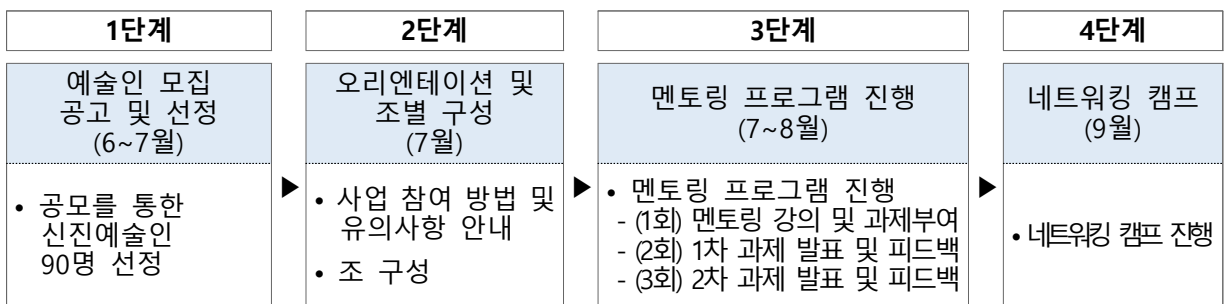 1단계
예술인 모집
공고 및 선정
(6~7월)
• 공모를 통한
신진예술인
90명 선정
▶
2단계
오리엔테이션 및
조별 구성
(7월)
• 사업 참여 방법 및
유의사항 안내
• 조 구성
▶
3단계
멘토링 프로그램 진행
(7~8월)
• 멘토링 프로그램 진행
- (1회) 멘토링 강의 및 과제부여
- (2회) 1차 과제 발표 및 피드백
- (3회) 2차 과제 발표 및 피드백
▶
4단계
네트워킹 캠프
(9월)
• 네트워킹 캠프 진행